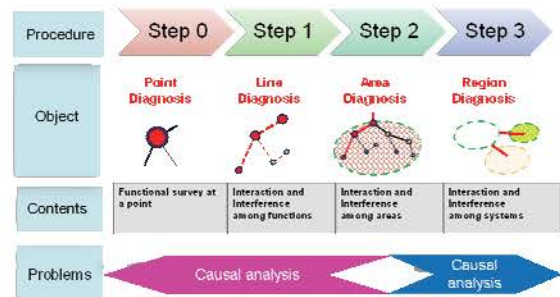 Procedure
Step 0
Step 1
Step 2
Step 3
Object
Point
Diagnosis
Line
Diagnosis
Area
Diagnosis
Region
Diagnosis
Contents
Functional survey at
a point
Interaction and
Interference
among functions
Interaction and
Interference
among areas
Interaction and
Interference
among systems
Problems
Causal analysis
Causal
analysis